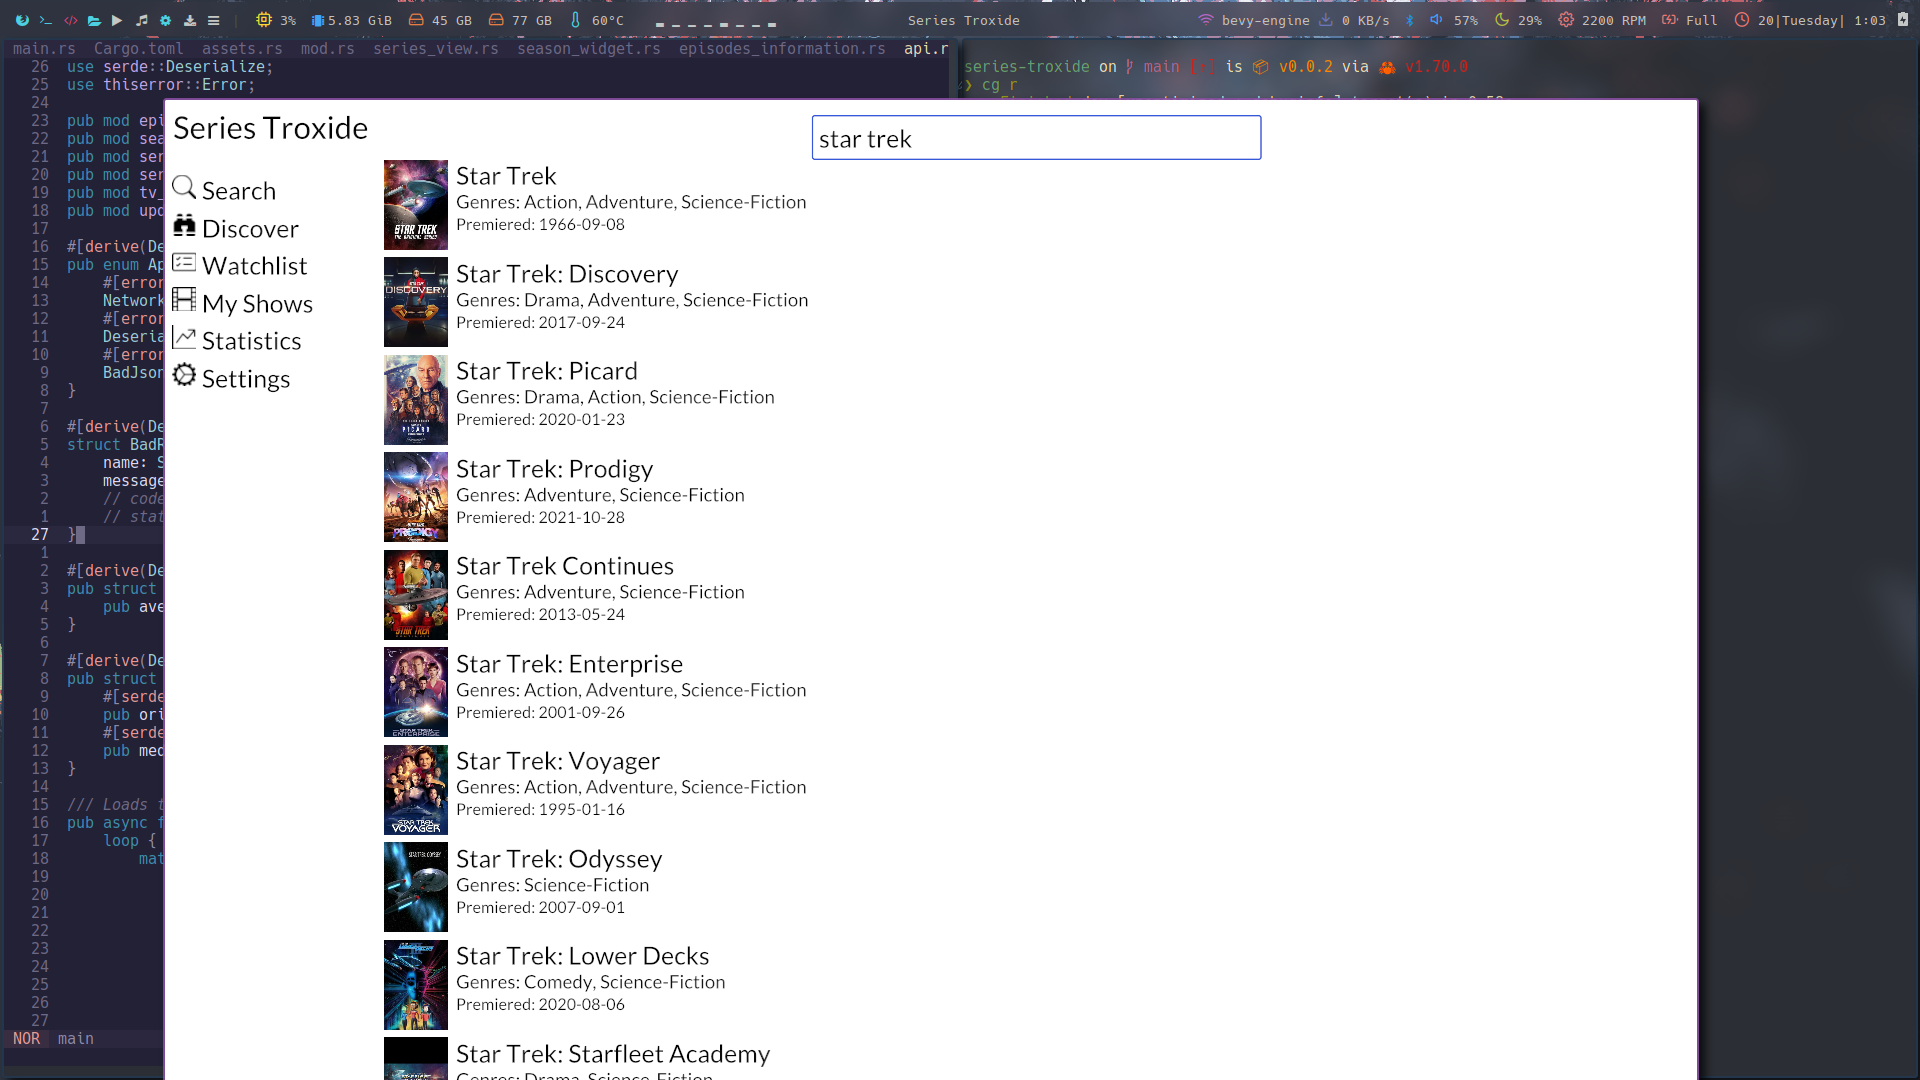 3% 5.83 GiB 45 GB 77 GB 60°C Series Troxide bevy-engine 0 KB/s 57% 29% 2200 RPM Full 20|Tuesday| 1:03
main.rs Cargo.toml assets.rs mod.rs series_view.rs season_widget.rs episodes_information.rs api.r
26 use serde::Deserialize;
25 use thiserror::Error;
24
23 pub mod epi
22 pub mod sea
21 pub mod ser
20 pub mod ser
19 pub mod tv_
18 pub mod upd
17
16 #[derive(De
15 pub enum Ap
14 #[error
13 Network
12 #[error
11 Deseria
10 #[error
9 BadJson
8 }
7
6 #[derive(De
5 struct BadR
4 name: S
3 message
2 // code
1 // stat
27 }
1
2 #[derive(De
3 pub struct
4 pub ave
5 }
6
7 #[derive(De
8 pub struct
9 #[serde
10 pub ori
11 #[serde
12 pub med
13 }
14
15 /// Loads t
16 pub async f
17 loop {
18 mat
19
20
21
22
23
24
25
26
27
NOR main
series-troxide on main is v0.0.2 via v1.70.0
❯ cg r
Series Troxide
star trek
Search
Discover
Watchlist
My Shows
Statistics
Settings
Star Trek
Genres: Action, Adventure, Science-Fiction
Premiered: 1966-09-08
Star Trek: Discovery
Genres: Drama, Adventure, Science-Fiction
Premiered: 2017-09-24
Star Trek: Picard
Genres: Drama, Action, Science-Fiction
Premiered: 2020-01-23
Star Trek: Prodigy
Genres: Adventure, Science-Fiction
Premiered: 2021-10-28
Star Trek Continues
Genres: Adventure, Science-Fiction
Premiered: 2013-05-24
Star Trek: Enterprise
Genres: Action, Adventure, Science-Fiction
Premiered: 2001-09-26
Star Trek: Voyager
Genres: Action, Adventure, Science-Fiction
Premiered: 1995-01-16
Star Trek: Odyssey
Genres: Science-Fiction
Premiered: 2007-09-01
Star Trek: Lower Decks
Genres: Comedy, Science-Fiction
Premiered: 2020-08-06
Star Trek: Starfleet Academy
Genres: Drama, Science-Fiction
STAR TREK
DISCOVERY
PICARD
PRODIGY
STAR TREK
ENTERPRISE
STAR TREK
VOYAGER